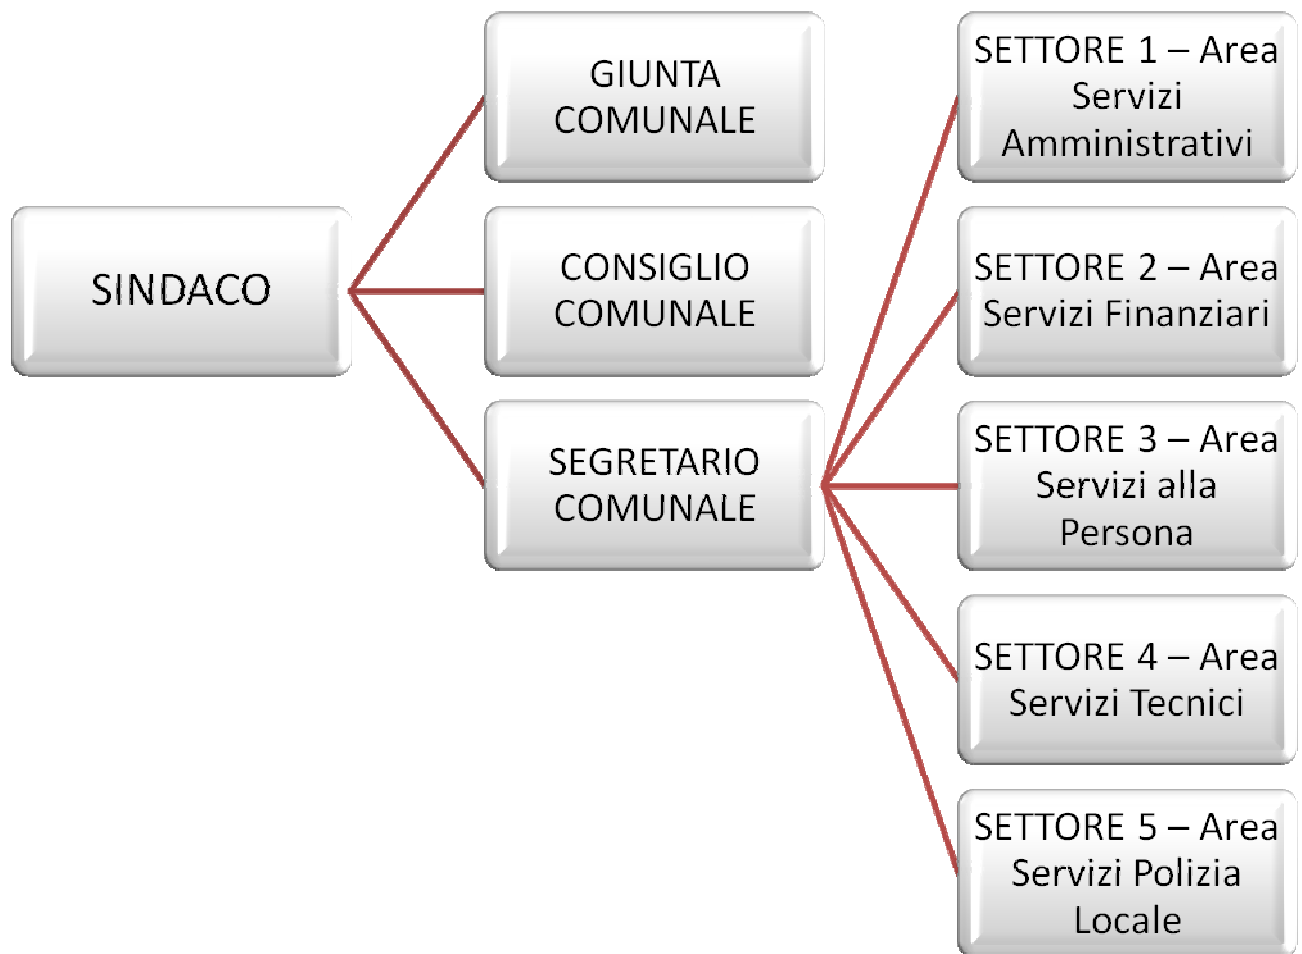 SINDACO
GIUNTA
COMUNALE
CONSIGLIO
COMUNALE
SEGRETARIO
COMUNALE
SETTORE 1 – Area
Servizi
Amministrativi
SETTORE 2 – Area
Servizi Finanziari
SETTORE 3 – Area
Servizi alla
Persona
SETTORE 4 – Area
Servizi Tecnici
SETTORE 5 – Area
Servizi Polizia
Locale